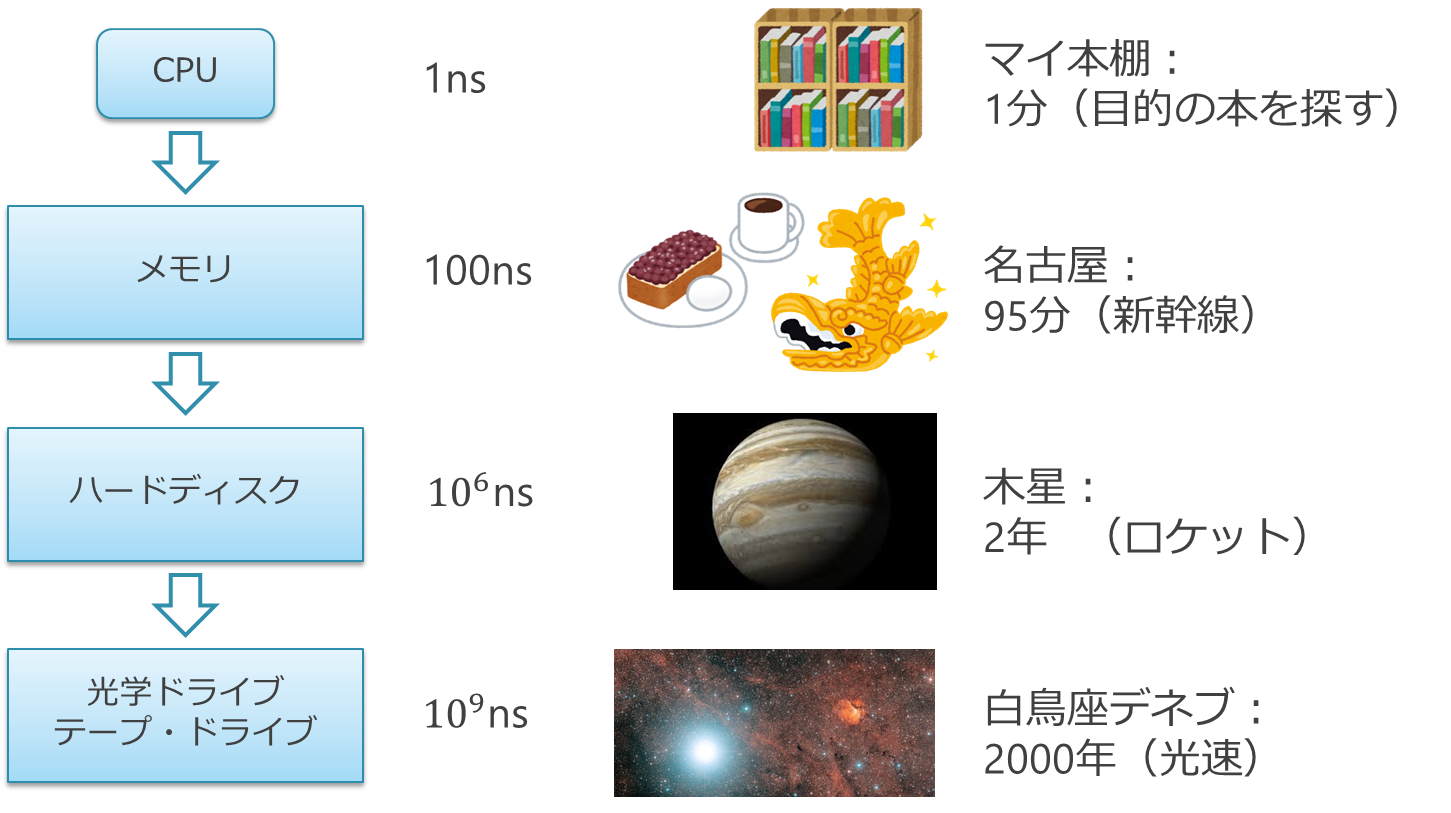 CPU
1ns
マイ本棚：
1分（目的の本を探す）
メモリ
100ns
名古屋：
95分（新幹線）
ハードディスク
10⁶ns
木星：
2年　（ロケット）
光学ドライブ
テープ・ドライブ
10⁹ns
白鳥座デネブ：
2000年（光速）